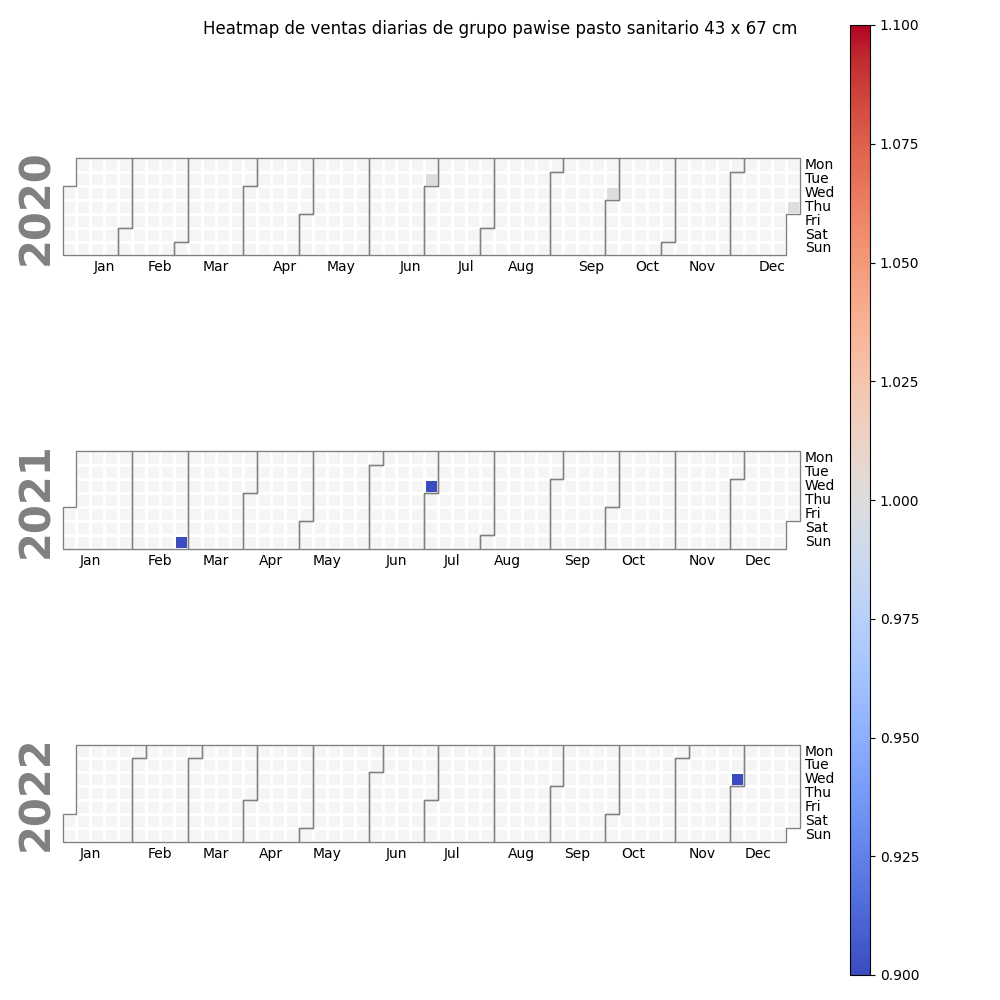 Heatmap de ventas diarias de grupo pawise pasto sanitario 43 x 67 cm
2020
Mon
Tue
Wed
Thu
Fri
Sat
Sun
Jan Feb Mar Apr May Jun Jul Aug Sep Oct Nov Dec
2021
Mon
Tue
Wed
Thu
Fri
Sat
Sun
Jan Feb Mar Apr May Jun Jul Aug Sep Oct Nov Dec
2022
Mon
Tue
Wed
Thu
Fri
Sat
Sun
Jan Feb Mar Apr May Jun Jul Aug Sep Oct Nov Dec
1.100
1.075
1.050
1.025
1.000
0.975
0.950
0.925
0.900